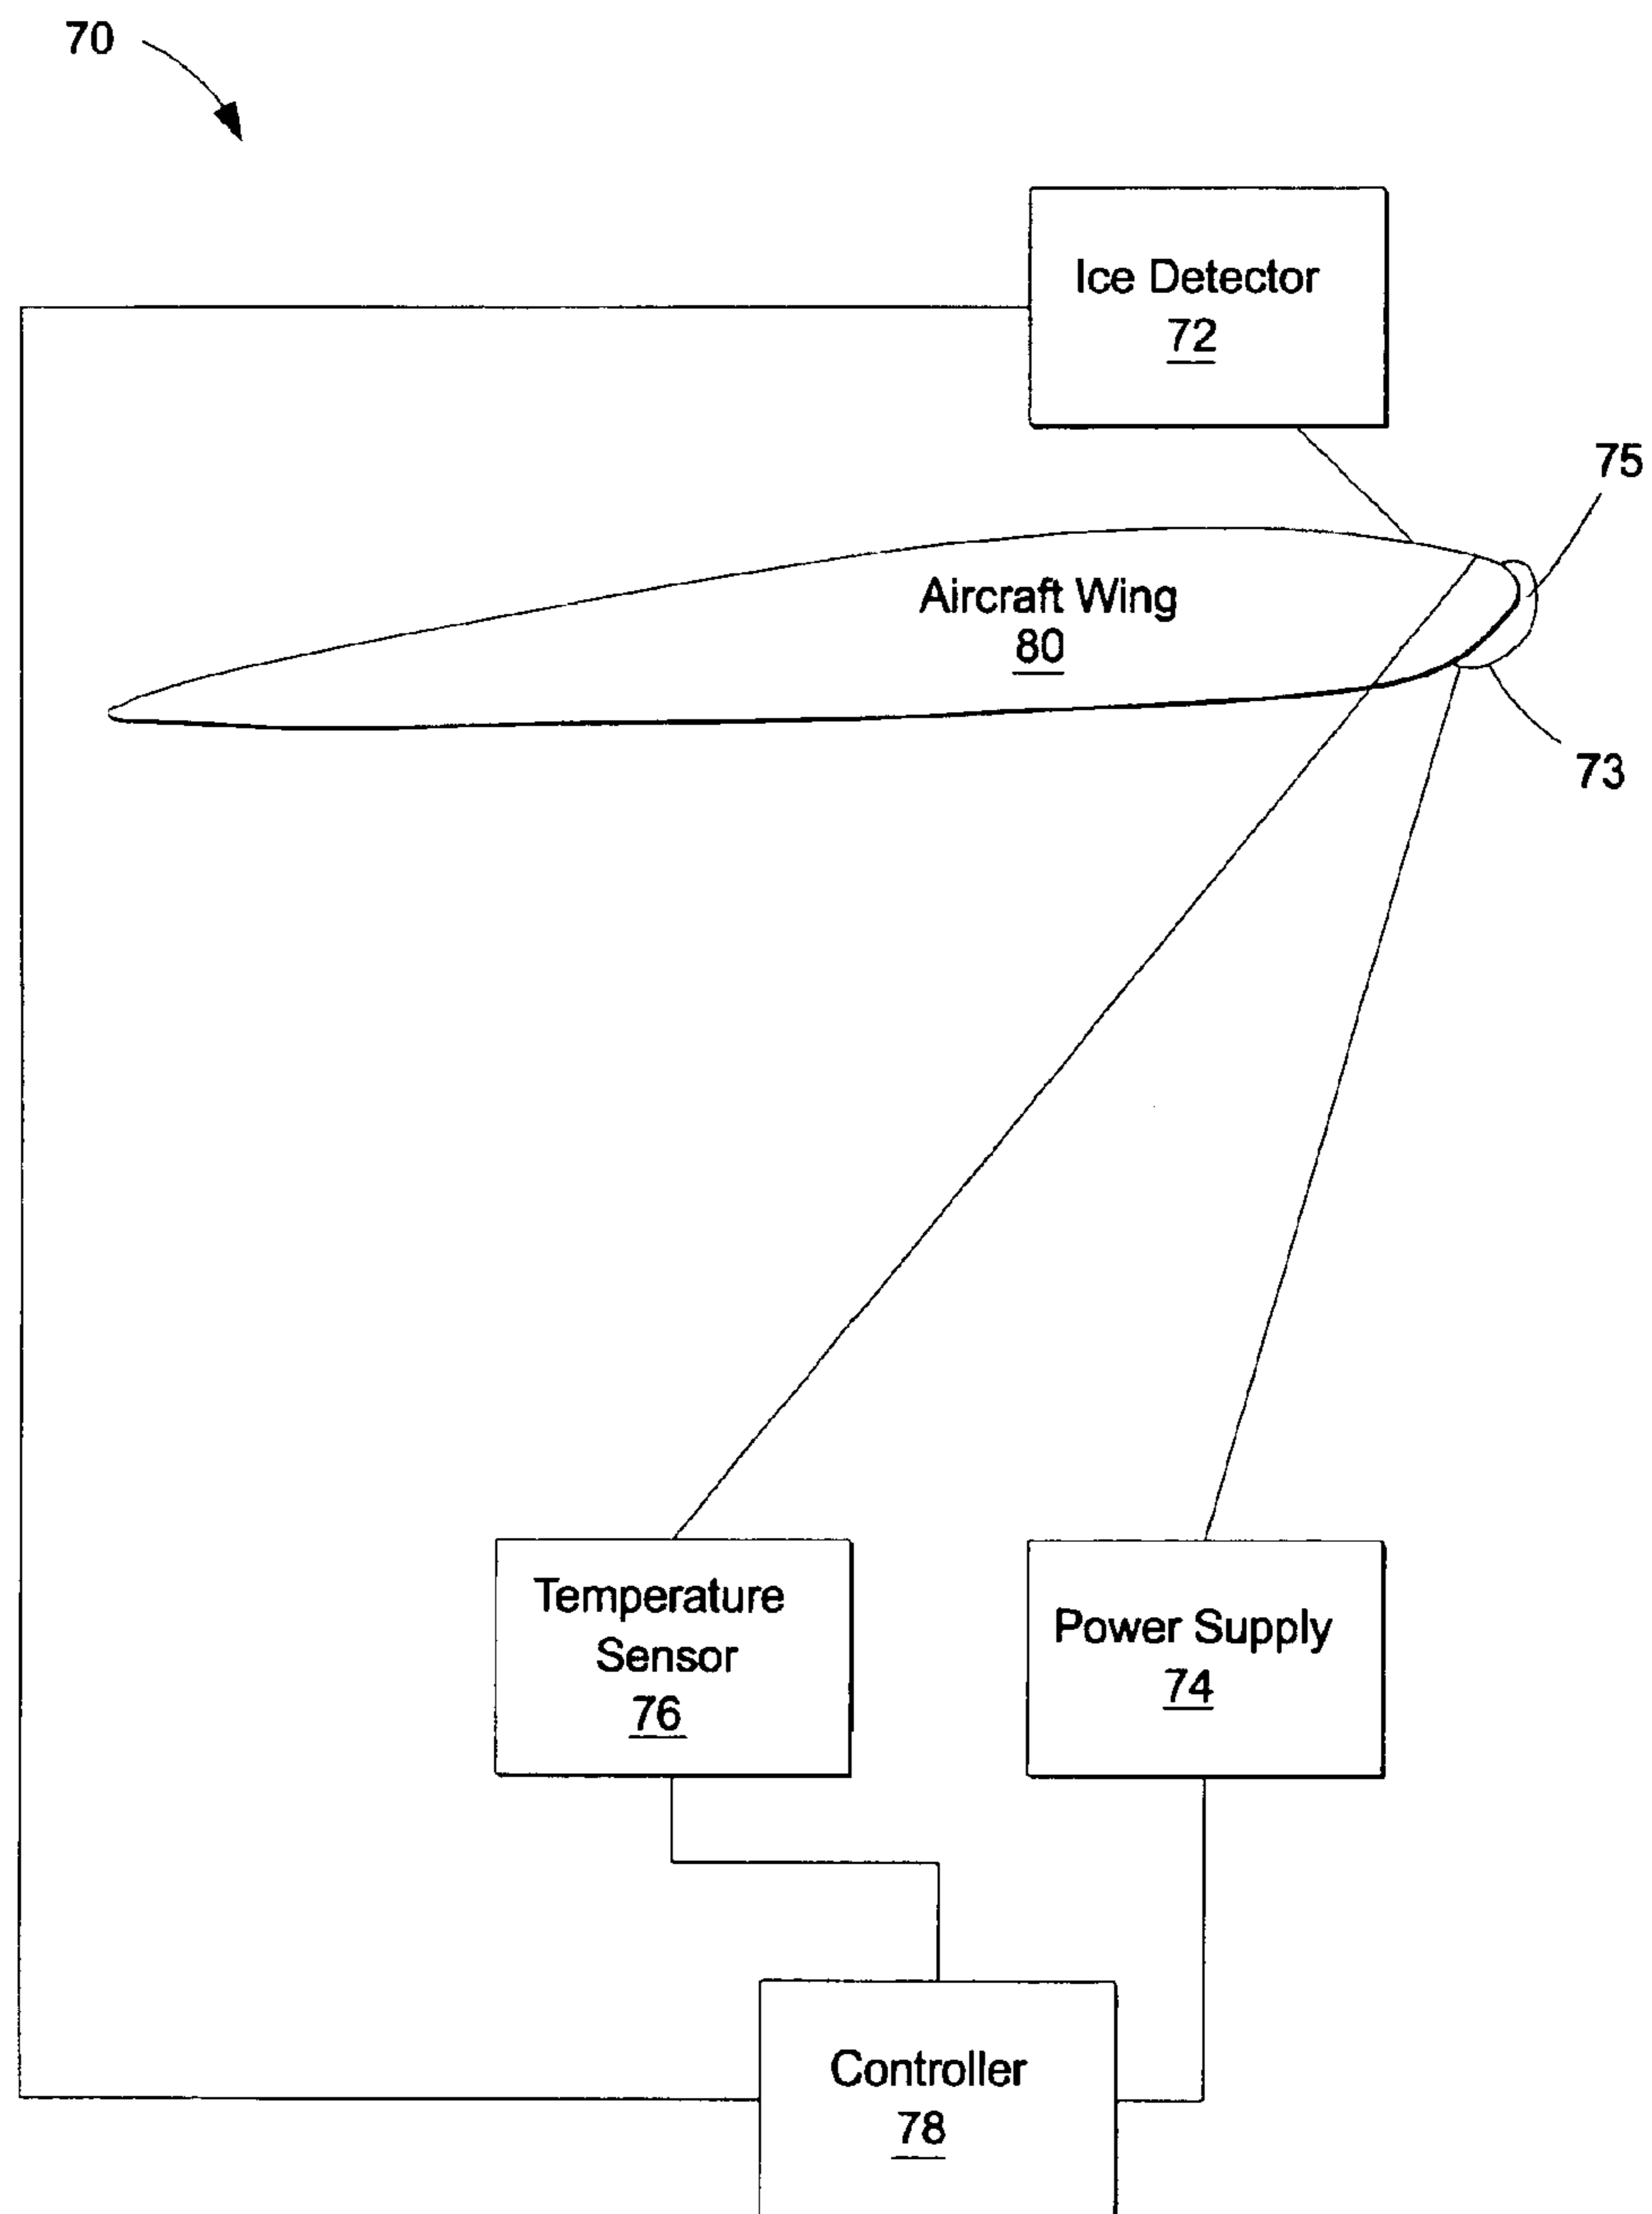 70
Ice Detector
72
75
Aircraft Wing
80
73
Temperature
Sensor
76
Power Supply
74
Controller
78